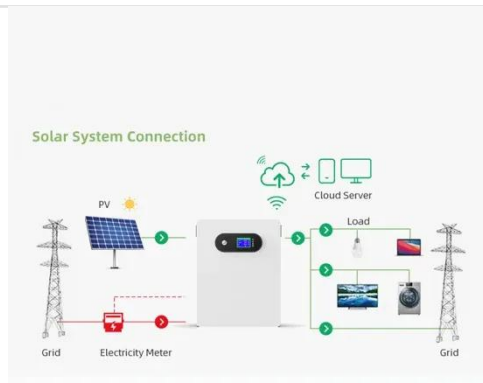 Solar System Connection
Cloud Server
PV
Load
Grid
Electricity Meter
Grid